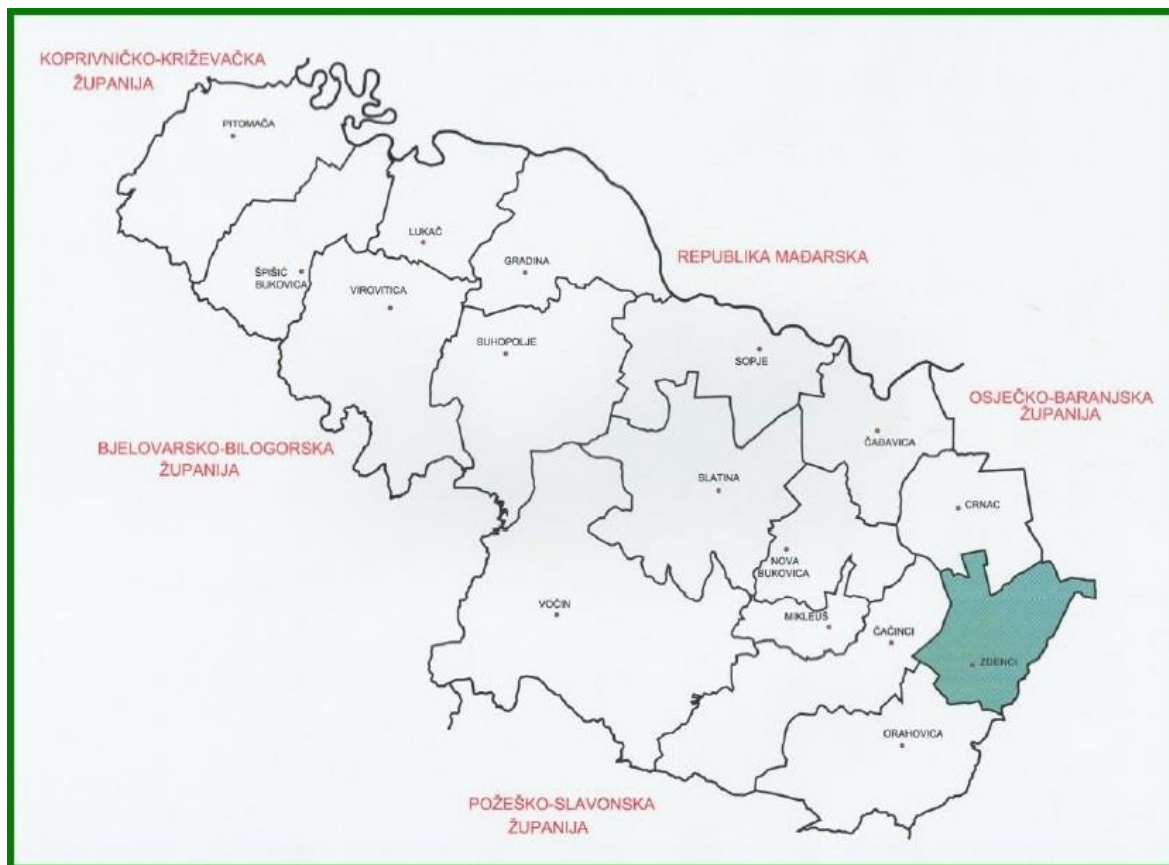 KOPRIVNIČKO-KRIŽEVAČKA
ŽUPANIJA
PITOMAČA
LUKAČ
GRADINA
REPUBLIKA MAĐARSKA
ŠPIŠIĆ
BUKOVICA
VIROVITICA
SUHOPOLJE
SOPJE
OSJEČKO-BARANJSKA
ŽUPANIJA
BJELOVARSKO-BILOGORSKA
ŽUPANIJA
ČAĐAVICA
SLATINA
CRNAC
NOVA
BUKOVICA
VOĆIN
MIKLEUŠ
ČAČINCI
ZDENCI
ORAHOVICA
POŽEŠKO-SLAVONSKA
ŽUPANIJA